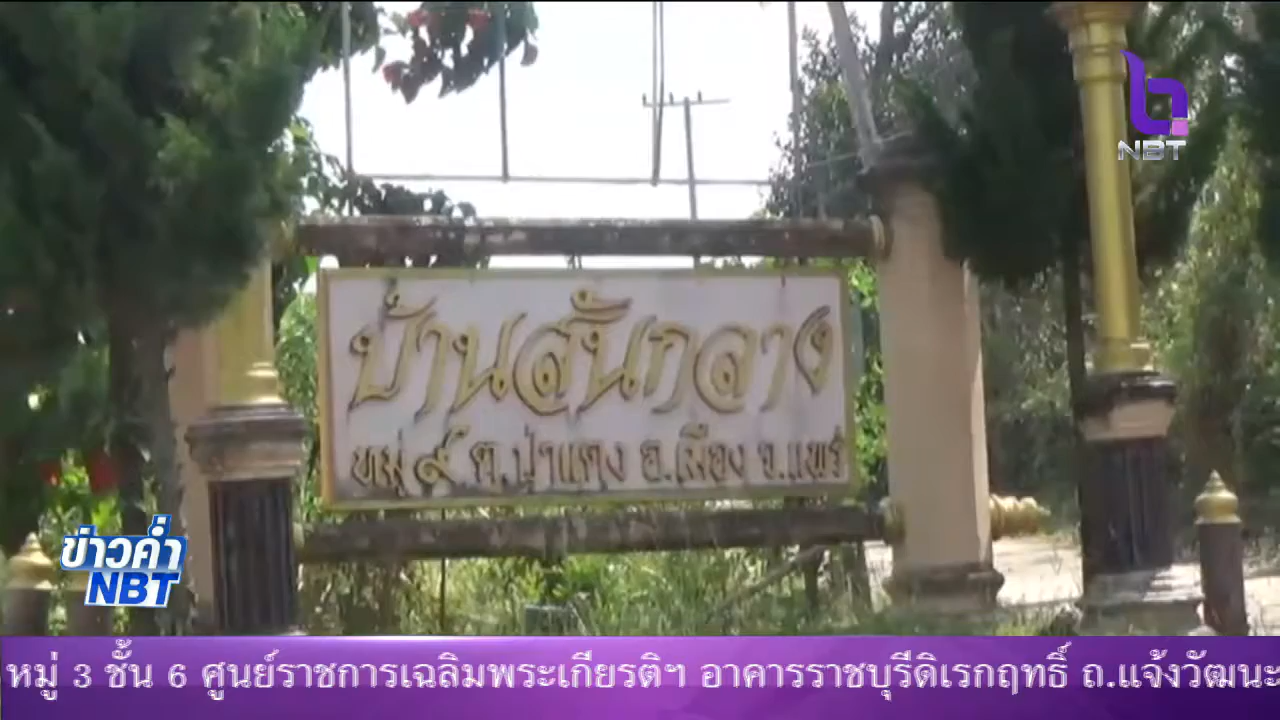 NBT
บ้านสันกลาง
หมู่ ๙ ต.ป่าแดง อ.เมือง จ.แพร่
ข่าวค่ำ
NBT
หมู่ 3 ชั้น 6 ศูนย์ราชการเฉลิมพระเกียรติฯ อาคารราชบุรีดิเรกฤทธิ์ ถ.แจ้งวัฒนะ